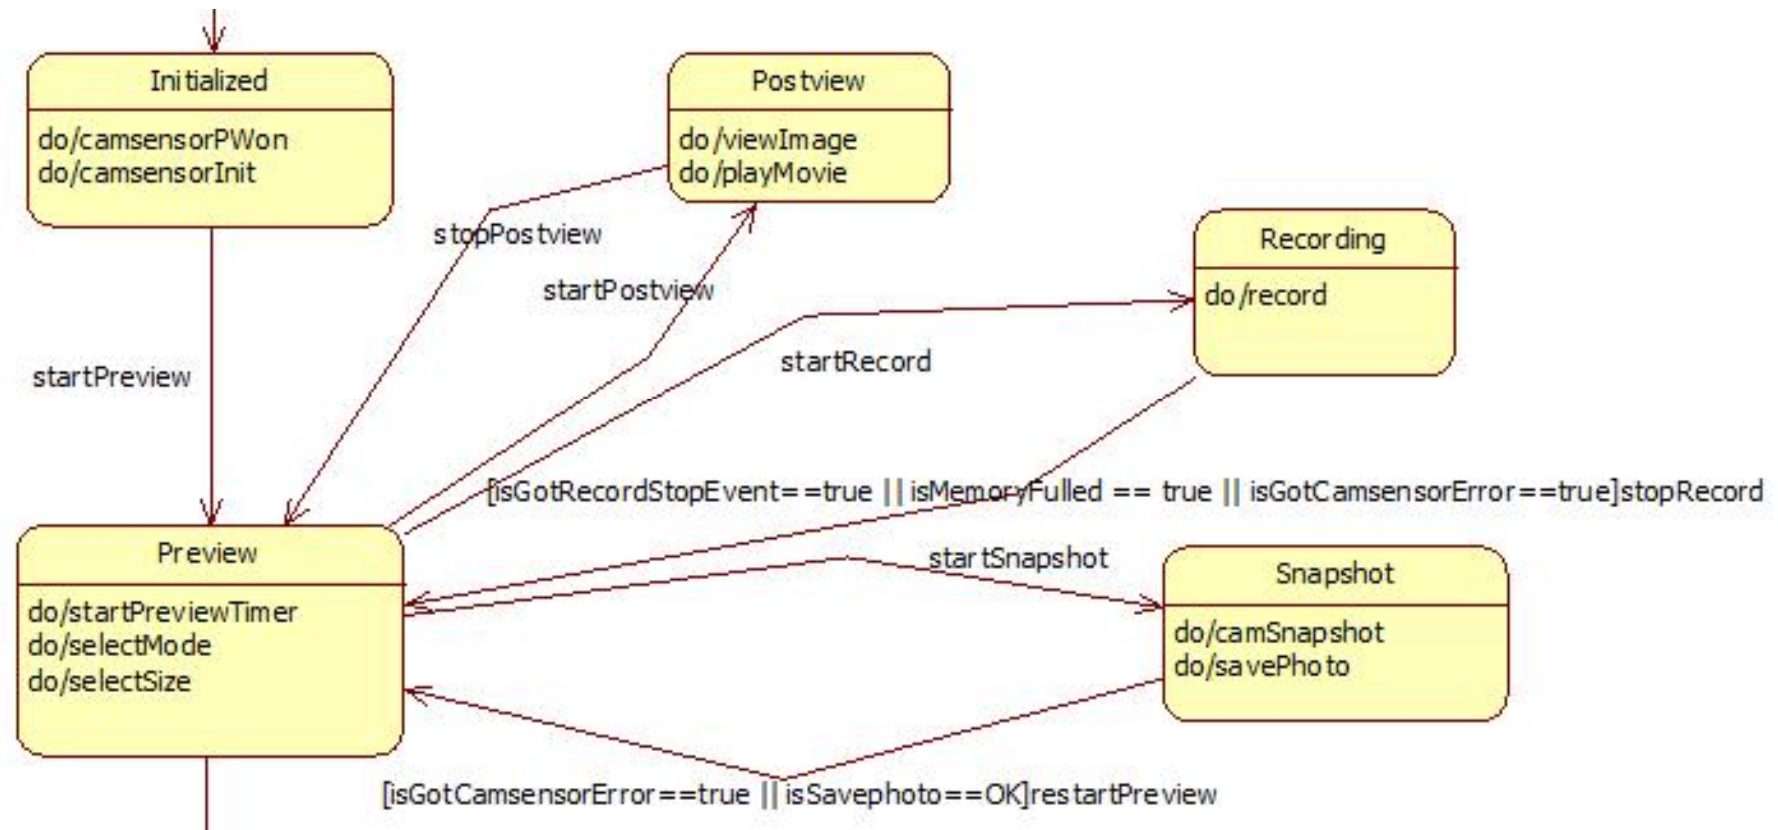 Initialized
do/camsensorPWon
do/camsensorInit
Postview
do/viewImage
do/playMovie
stopPostview
Recording
do/record
startPostview
startRecord
startPreview
[isGotRecordStopEvent==true || isMemoryFulled == true || isGotCamsensorError==true]stopRecord
Preview
do/startPreviewTimer
do/selectMode
do/selectSize
startSnapshot
Snapshot
do/camSnapshot
do/savePhoto
[isGotCamsensorError==true || isSavephoto==OK]restartPreview